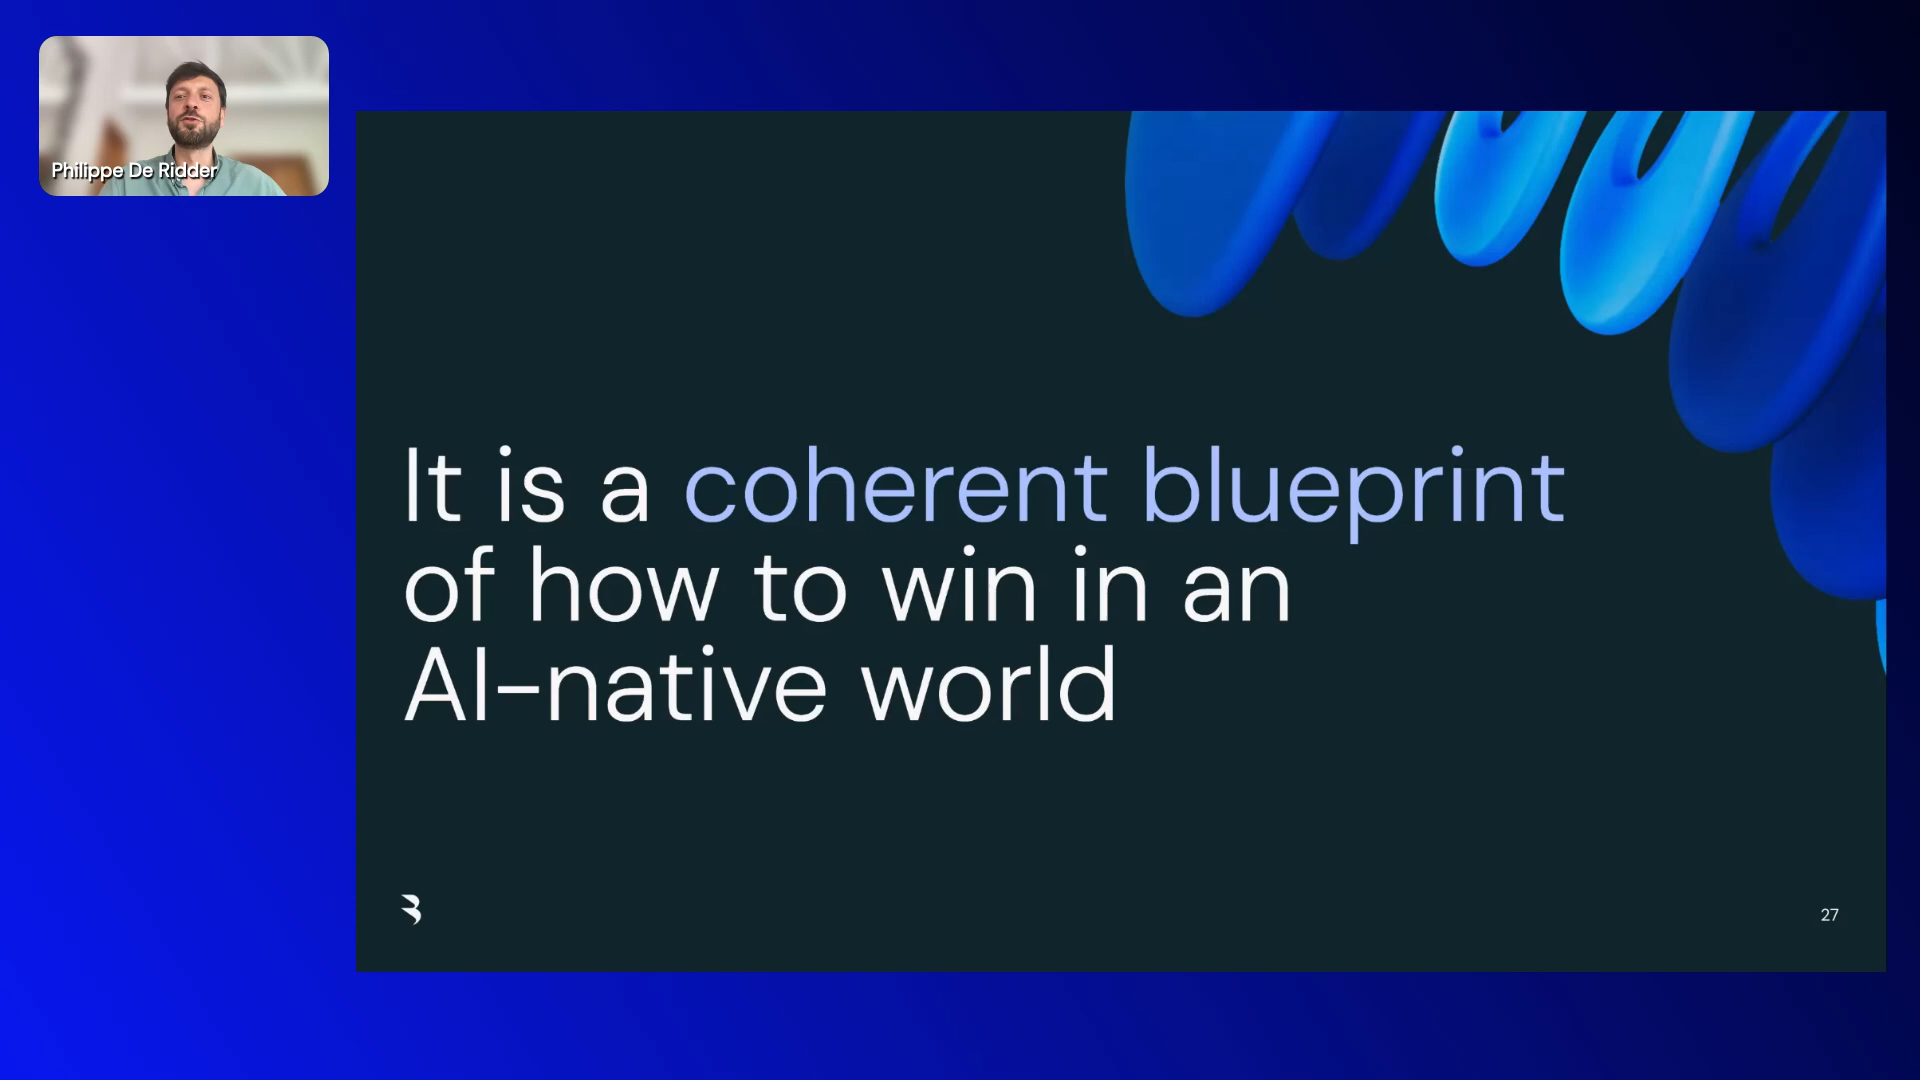 Philippe De Ridder
It is a coherent blueprint
of how to win in an
AI-native world
27